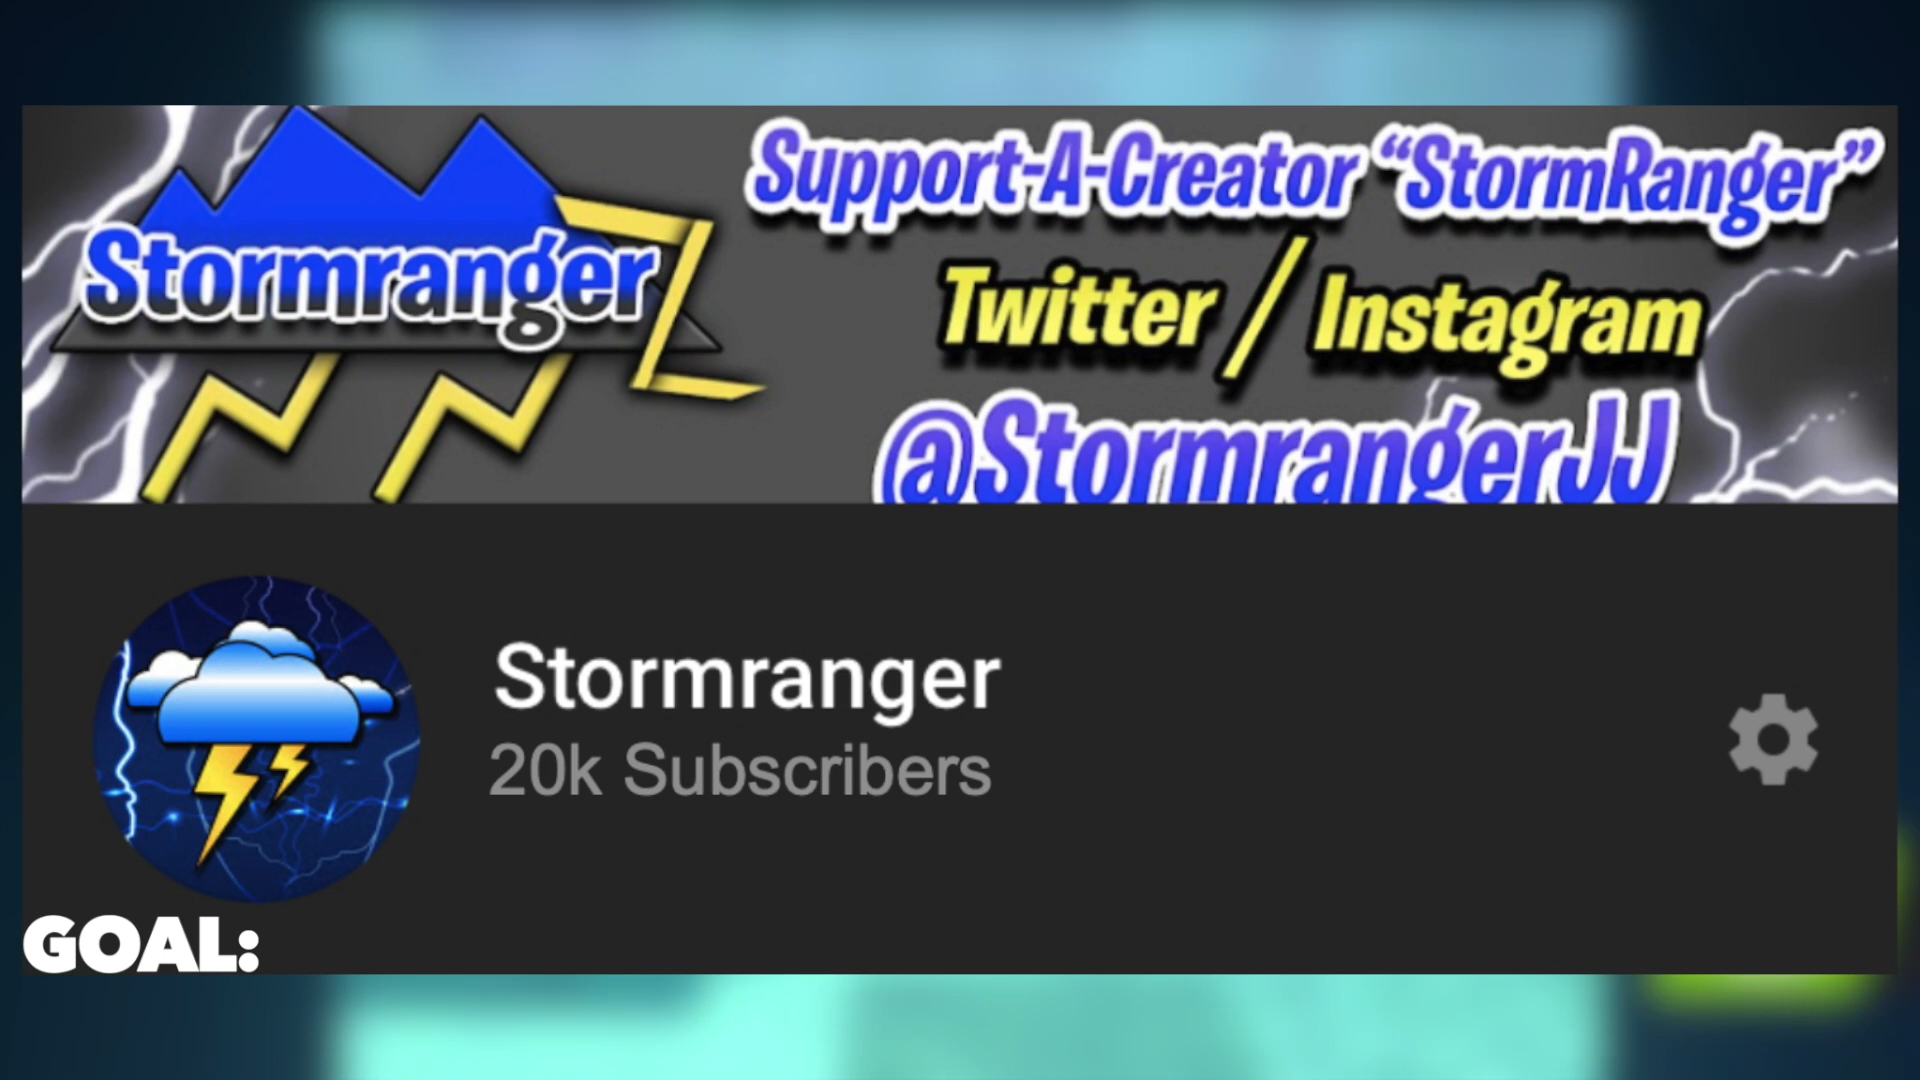 Stormranger
Support-A-Creator “StormRanger”
Twitter / Instagram
@StormrangerJJ
Stormranger
20k Subscribers
GOAL: